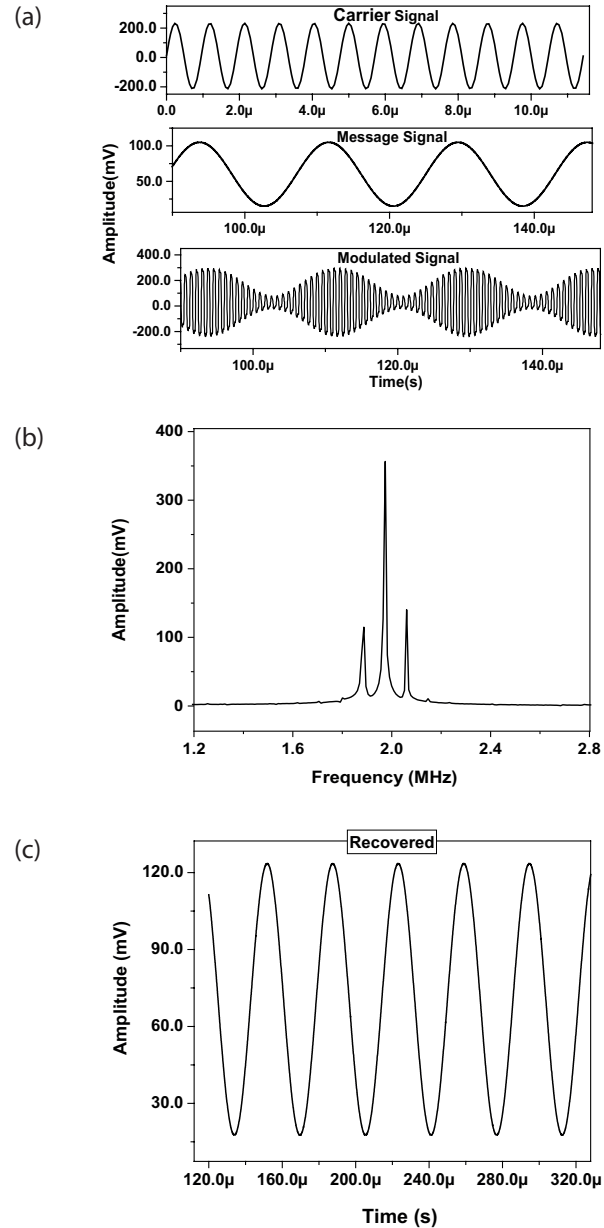 (a)
Carrier Signal
200.0
0.0
-200.0
0.0 2.0µ 4.0µ 6.0µ 8.0µ 10.0µ
Message Signal
100.0
50.0
100.0µ 120.0µ 140.0µ
Amplitude(mV)
Modulated Signal
400.0
200.0
0.0
-200.0
100.0µ 120.0µ 140.0µ
Time(s)
(b)
400
300
200
100
0
Amplitude(mV)
1.2 1.6 2.0 2.4 2.8
Frequency (MHz)
(c)
Recovered
120.0
90.0
60.0
30.0
Amplitude (mV)
120.0µ 160.0µ 200.0µ 240.0µ 280.0µ 320.0µ
Time (s)